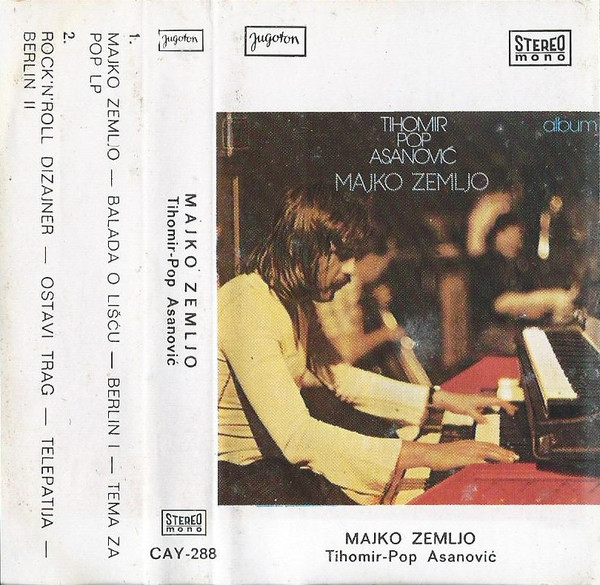 1.
MAJKO ZEMLJO — BALADA O LIŠĆU — BERLIN I — TEMA ZA
POP LP
2.
ROCK'N'ROLL DIZAJNER — OSTAVI TRAG — TELEPATIJA —
BERLIN II
Jugoton
MAJKO ZEMLJO
Tihomir-Pop Asanović
STEREO
mono
CAY-288
Jugoton
STEREO
mono
TIHOMIR
POP
ASANOVIĆ
album
MAJKO ZEMLJO
MAJKO ZEMLJO
Tihomir-Pop Asanović